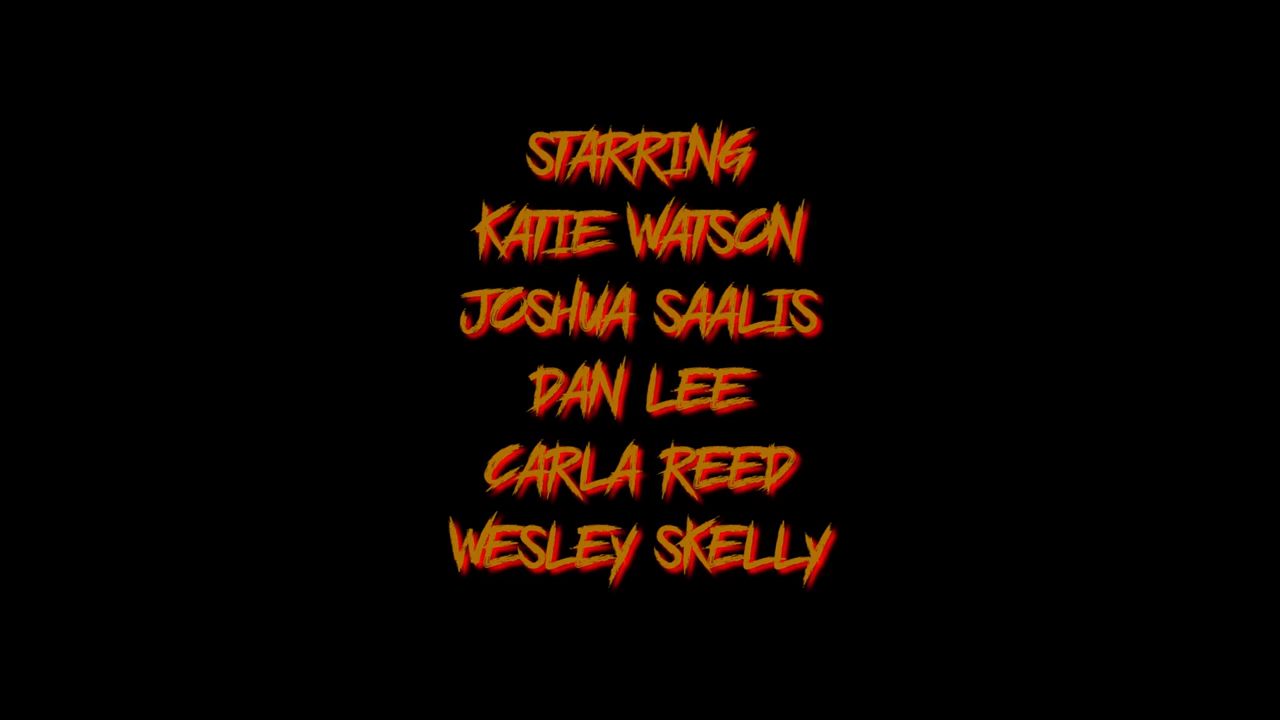 STARRING
KATIE WATSON
JOSHUA SAALIS
DAN LEE
CARLA REED
WESLEY SKELLY